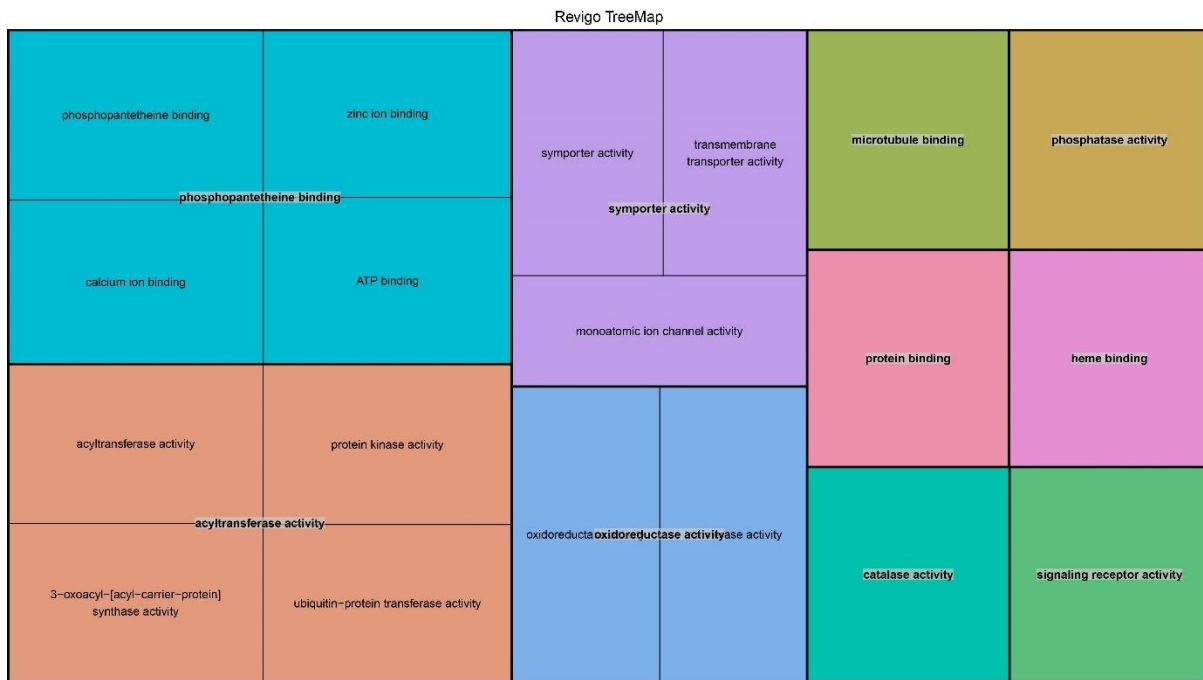 Revigo TreeMap
phosphopantetheine binding
zinc ion binding
phosphopantetheine binding
calcium ion binding
ATP binding
acyltransferase activity
protein kinase activity
acyltransferase activity
3−oxoacyl−[acyl−carrier−protein]
synthase activity
ubiquitin−protein transferase activity
symporter activity
transmembrane
transporter activity
symporter activity
monoatomic ion channel activity
oxidoreductase activity
activity
microtubule binding
phosphatase activity
protein binding
heme binding
catalase activity
signaling receptor activity